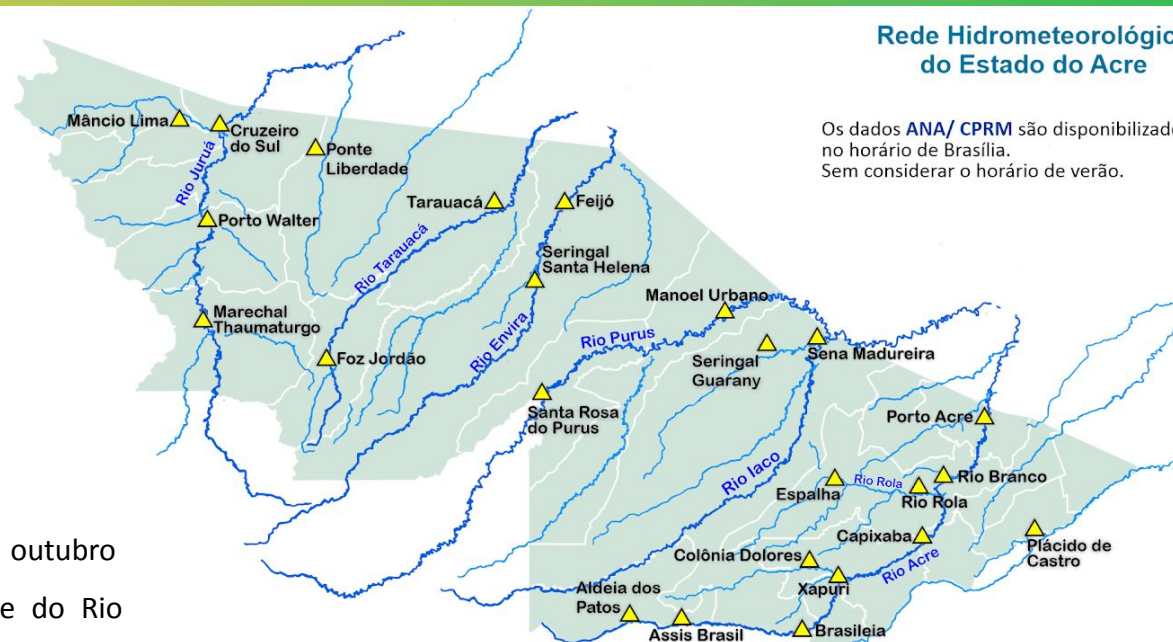 Rede Hidrometeorológic
do Estado do Acre
Os dados ANA/ CPRM são disponibilizado
no horário de Brasília.
Sem considerar o horário de verão.
Mâncio Lima
Cruzeiro
do Sul
Ponte
Liberdade
Rio Juruá
Porto Walter
Tarauacá
Feijó
Rio Tarauacá
Seringal
Santa Helena
Marechal
Thaumaturgo
Foz Jordão
Rio Envira
Manoel Urbano
Rio Purus
Seringal
Guarany
Sena Madureira
Santa Rosa
do Purus
Porto Acre
Rio Iaco
Espalha
Rio Rola
Rio Rola
Rio Branco
Capixaba
Plácido de
Castro
Colônia Dolores
Rio Acre
Xapuri
Aldeia dos
Patos
Assis Brasil
Brasileia
outubro
e do Rio